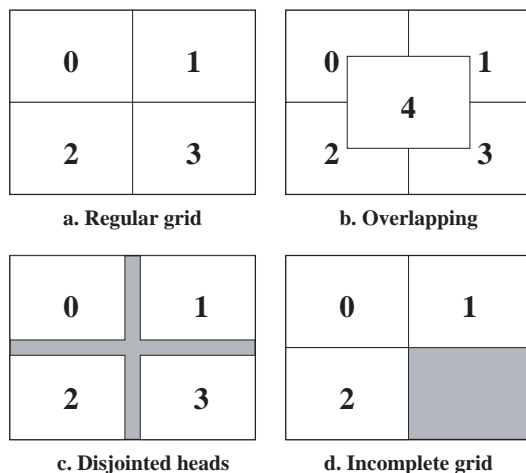 0 1
2 3
a. Regular grid
0 1
4
2 3
b. Overlapping
0 1
2 3
c. Disjointed heads
0 1
2
d. Incomplete grid